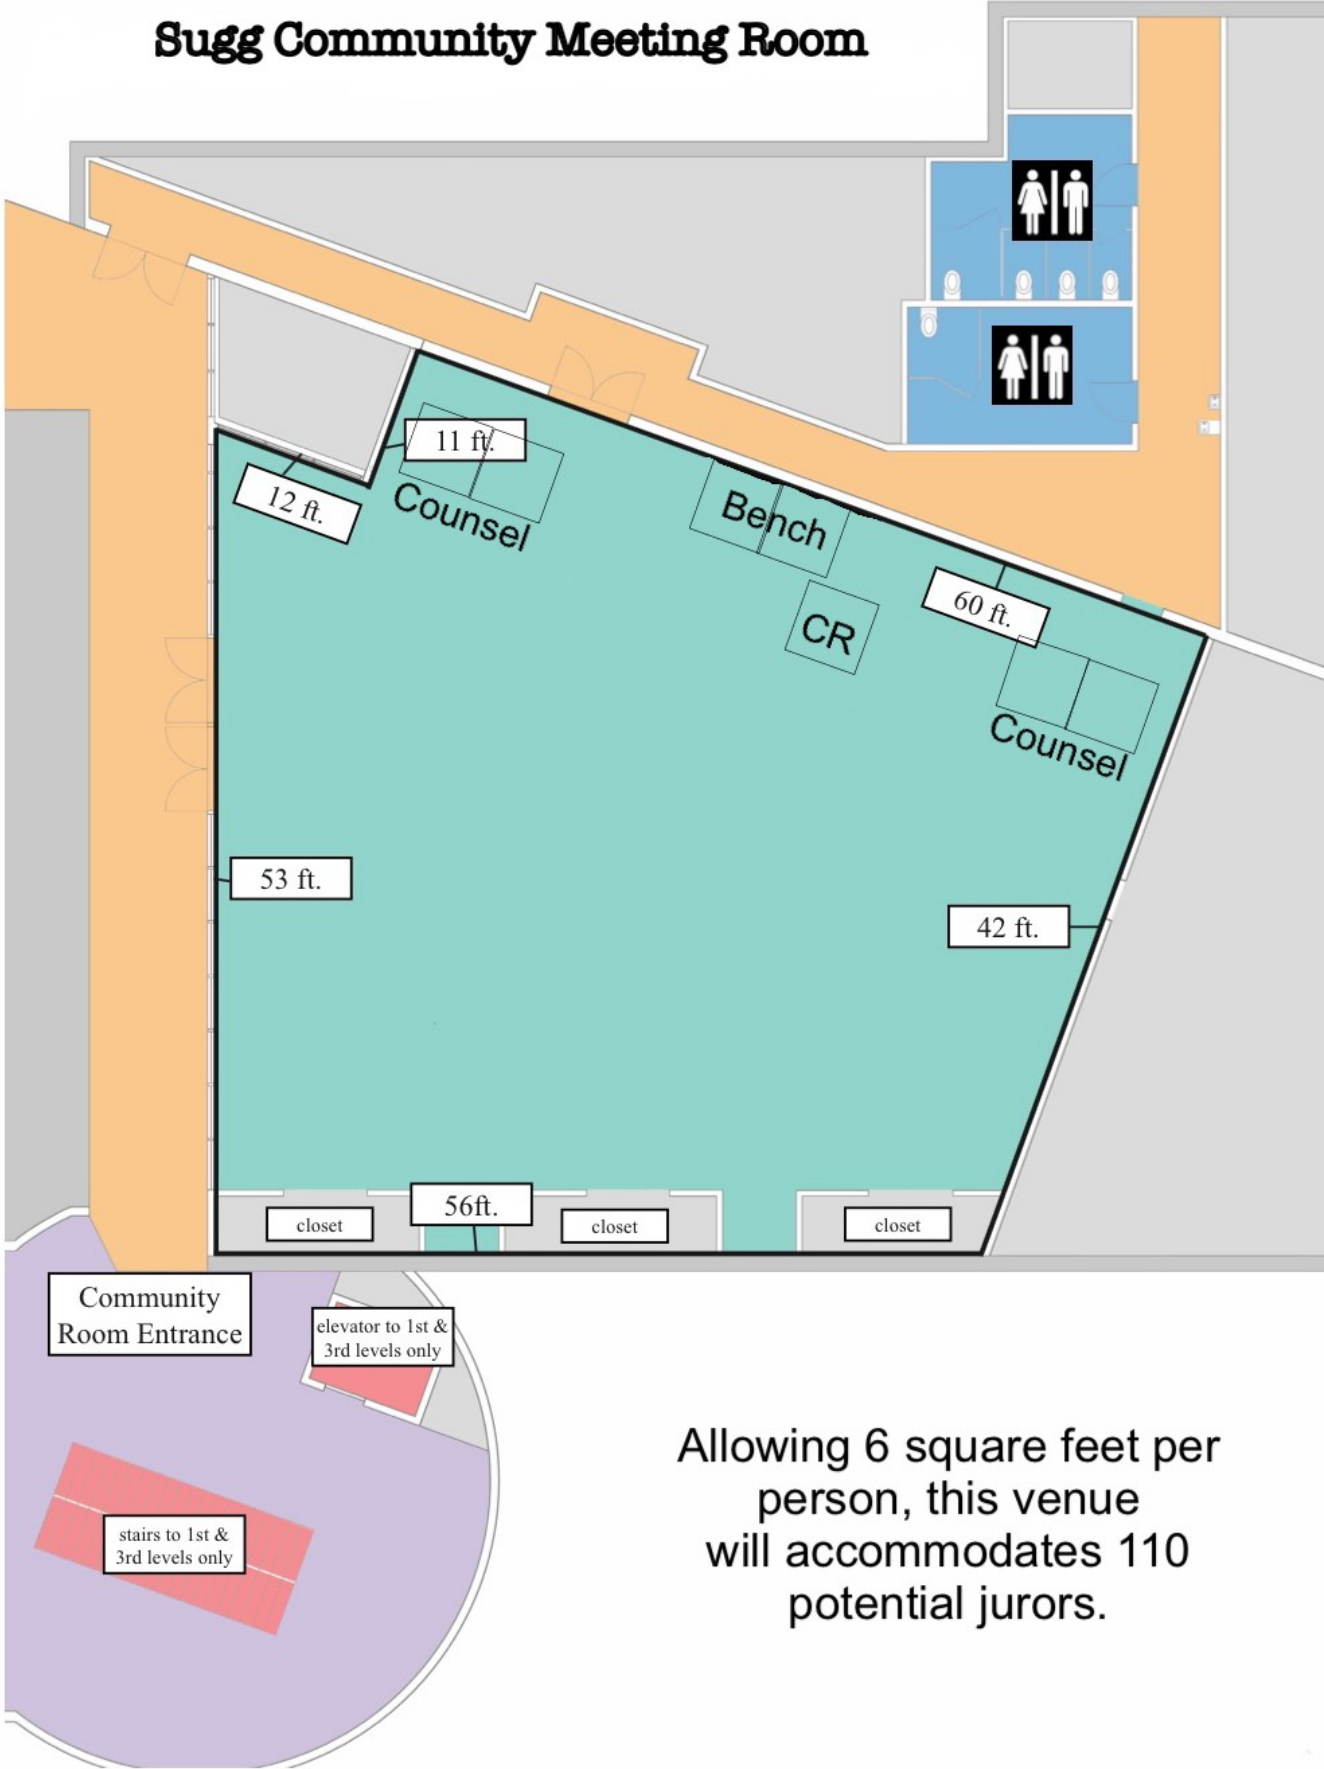 Sugg Community Meeting Room
11 ft.
12 ft.
Counsel
Bench
60 ft.
CR
Counsel
53 ft.
42 ft.
56ft.
closet
closet
closet
Community
Room Entrance
elevator to 1st &
3rd levels only
stairs to 1st &
3rd levels only
Allowing 6 square feet per
person, this venue
will accommodates 110
potential jurors.